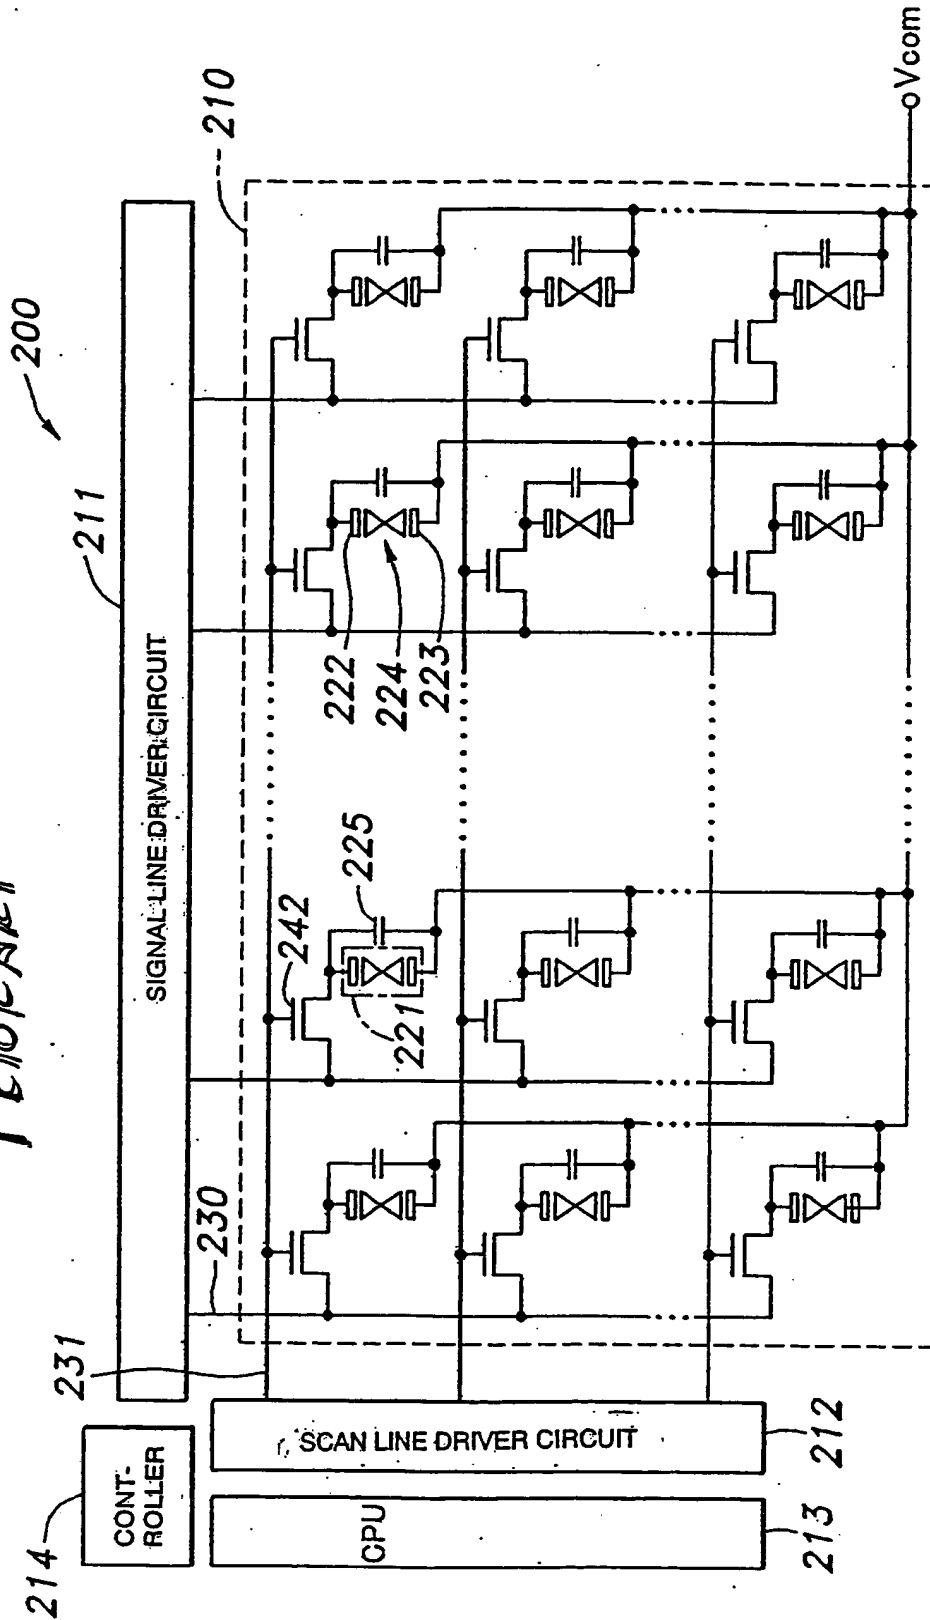 200
211
SIGNAL LINE DRIVER CIRCUIT
210
214
CONT-
ROLLER
231
230
242
225
221
222
224
223
SCAN LINE DRIVER CIRCUIT
212
CPU
213
Vcom